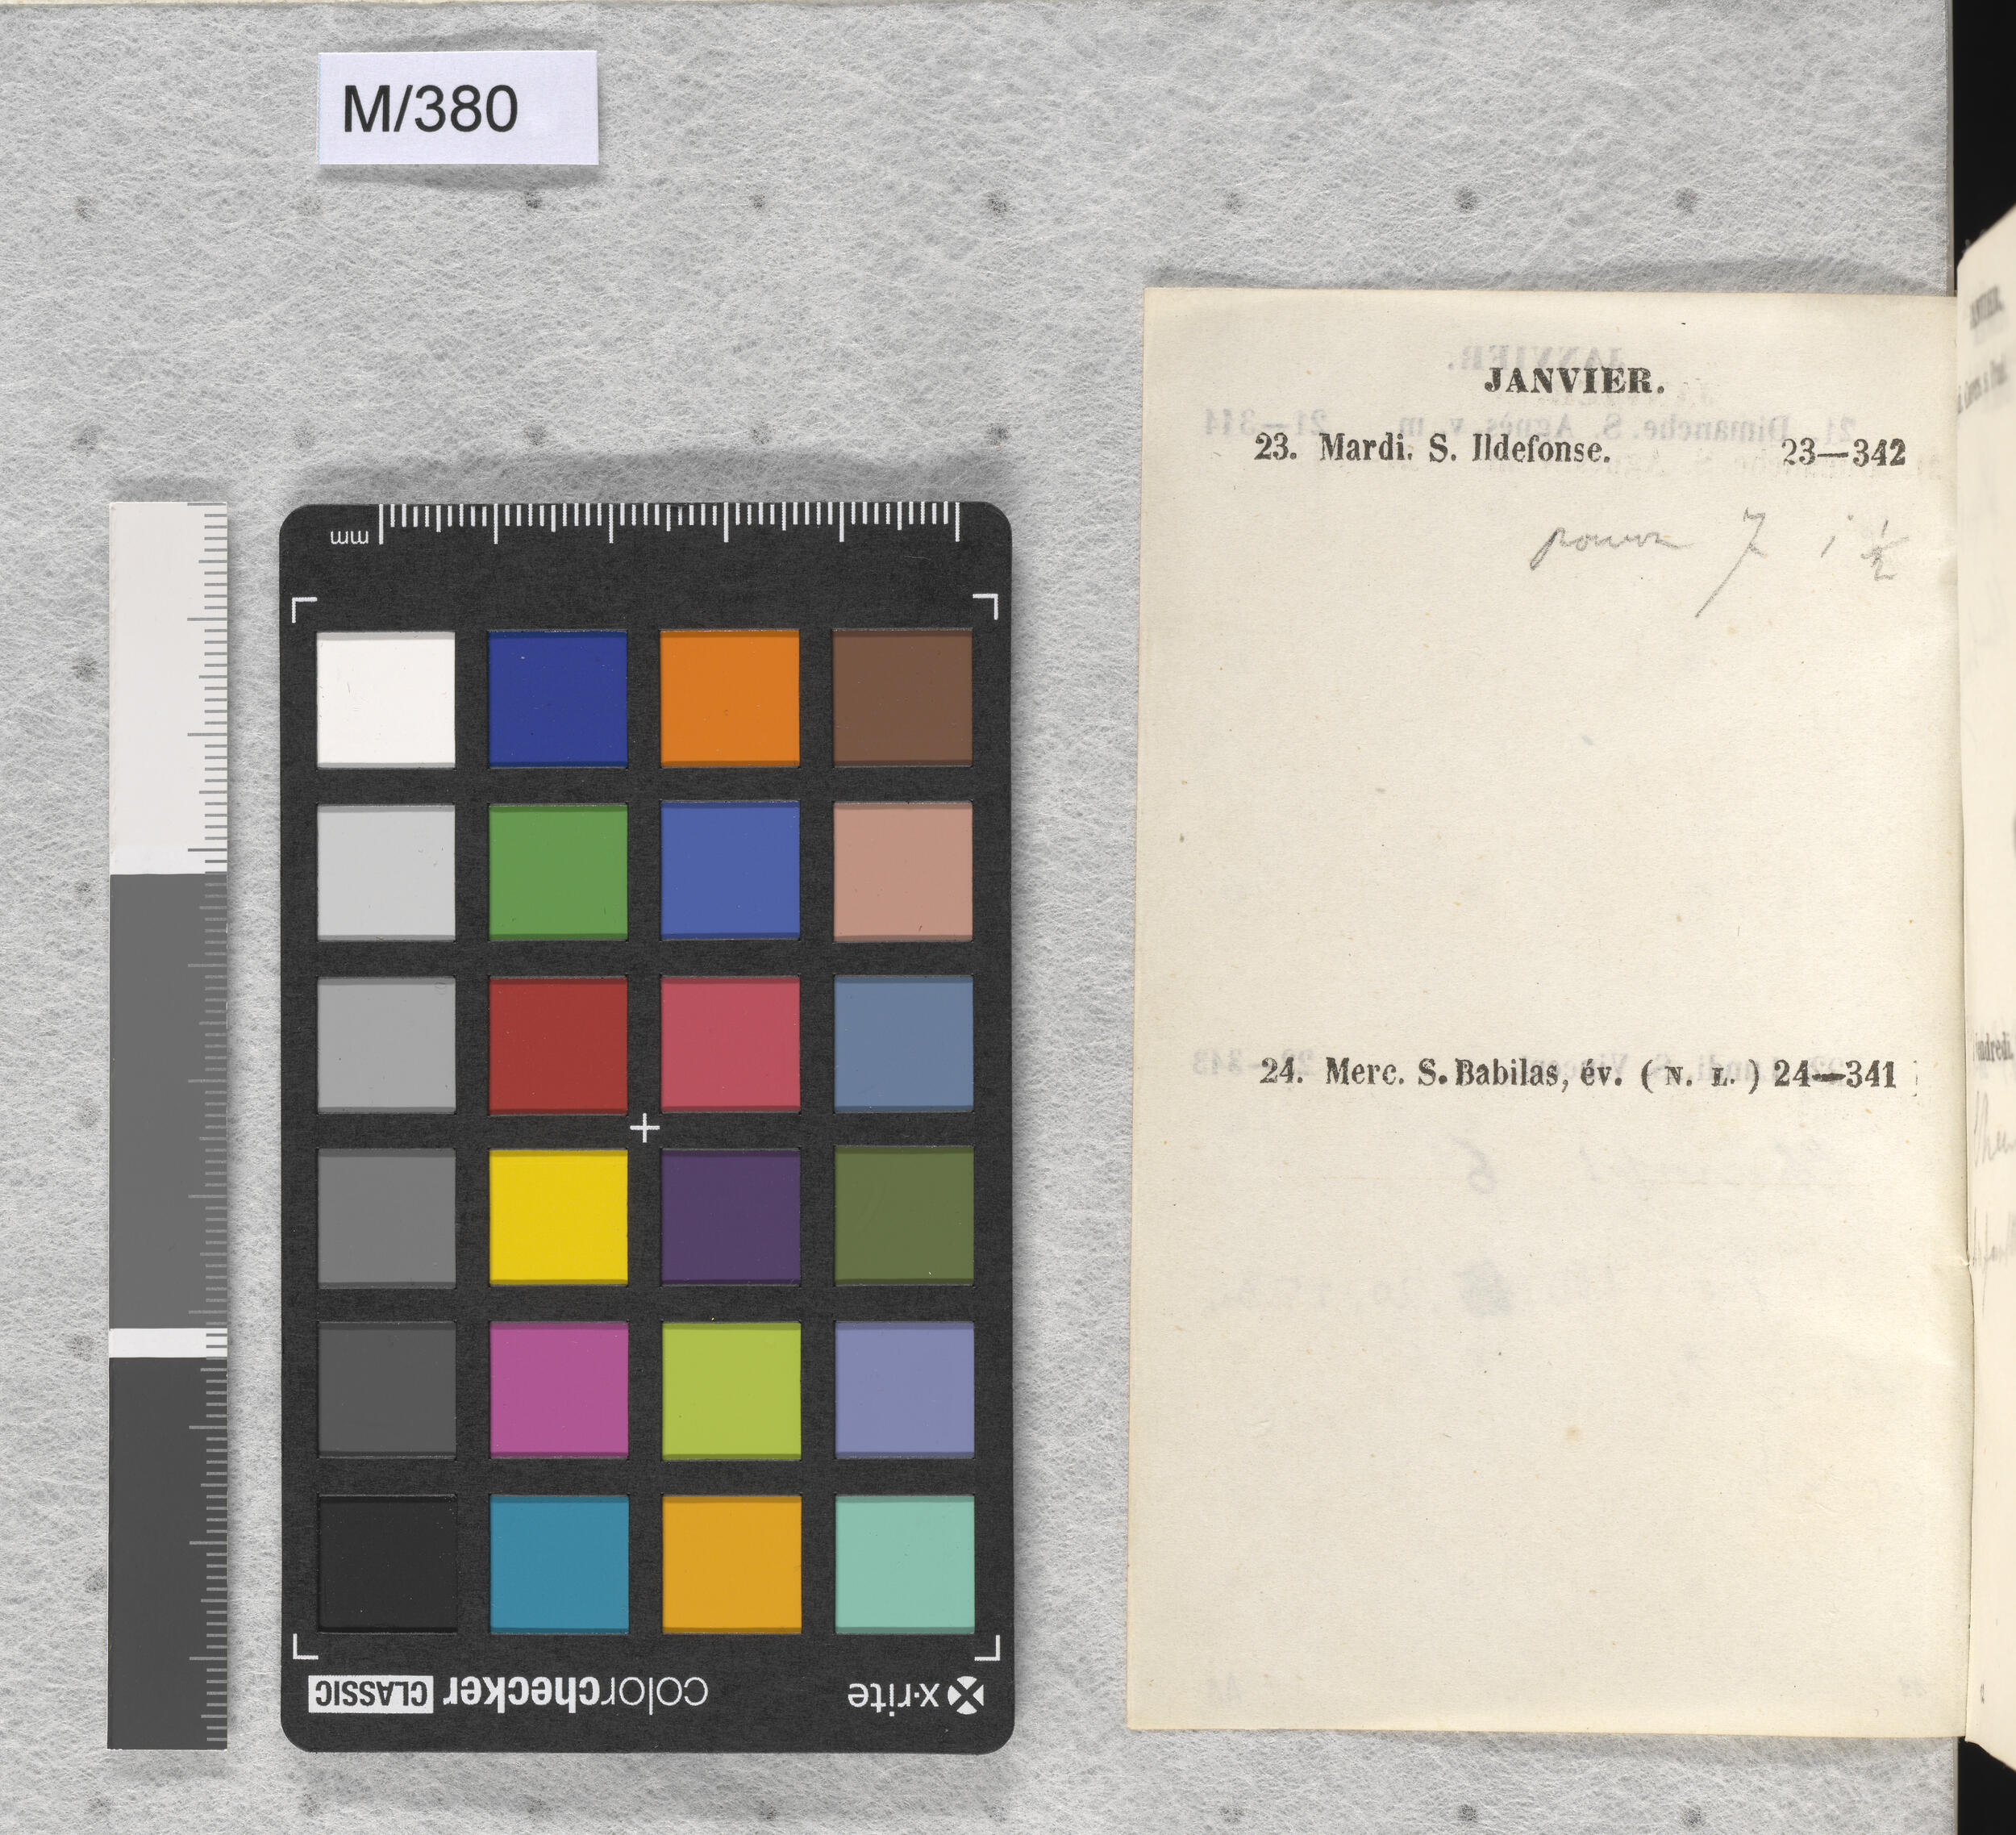 M/380
JANVIER.
23. Mardi. S. Ildefonse. 23—342
7 i ½
24. Merc. S. Babilas, év. ( N. L. ) 24—341
mm
colorchecker CLASSIC
x-rite